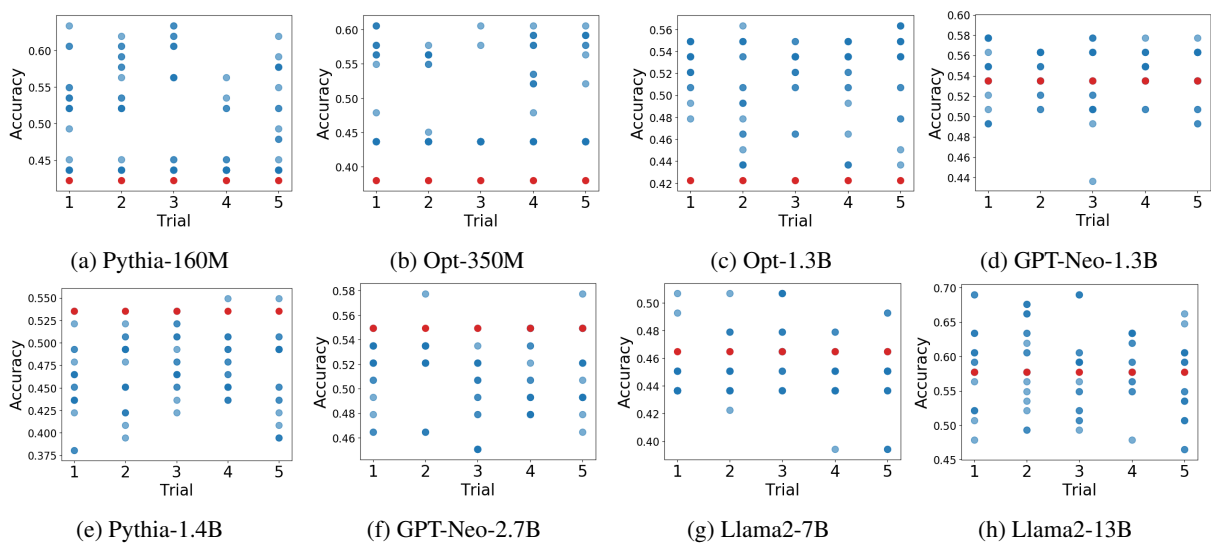 0.60
0.55
0.50
0.45
Accuracy
1 2 3 4 5
Trial
(a) Pythia-160M
0.60
0.55
0.50
0.45
0.40
Accuracy
1 2 3 4 5
Trial
(b) Opt-350M
0.56
0.54
0.52
0.50
0.48
0.46
0.44
0.42
Accuracy
1 2 3 4 5
Trial
(c) Opt-1.3B
0.60
0.58
0.56
0.54
0.52
0.50
0.48
0.46
0.44
Accuracy
1 2 3 4 5
Trial
(d) GPT-Neo-1.3B
0.550
0.525
0.500
0.475
0.450
0.425
0.400
0.375
Accuracy
1 2 3 4 5
Trial
(e) Pythia-1.4B
0.58
0.56
0.54
0.52
0.50
0.48
0.46
Accuracy
1 2 3 4 5
Trial
(f) GPT-Neo-2.7B
0.50
0.48
0.46
0.44
0.42
0.40
Accuracy
1 2 3 4 5
Trial
(g) Llama2-7B
0.70
0.65
0.60
0.55
0.50
0.45
Accuracy
1 2 3 4 5
Trial
(h) Llama2-13B